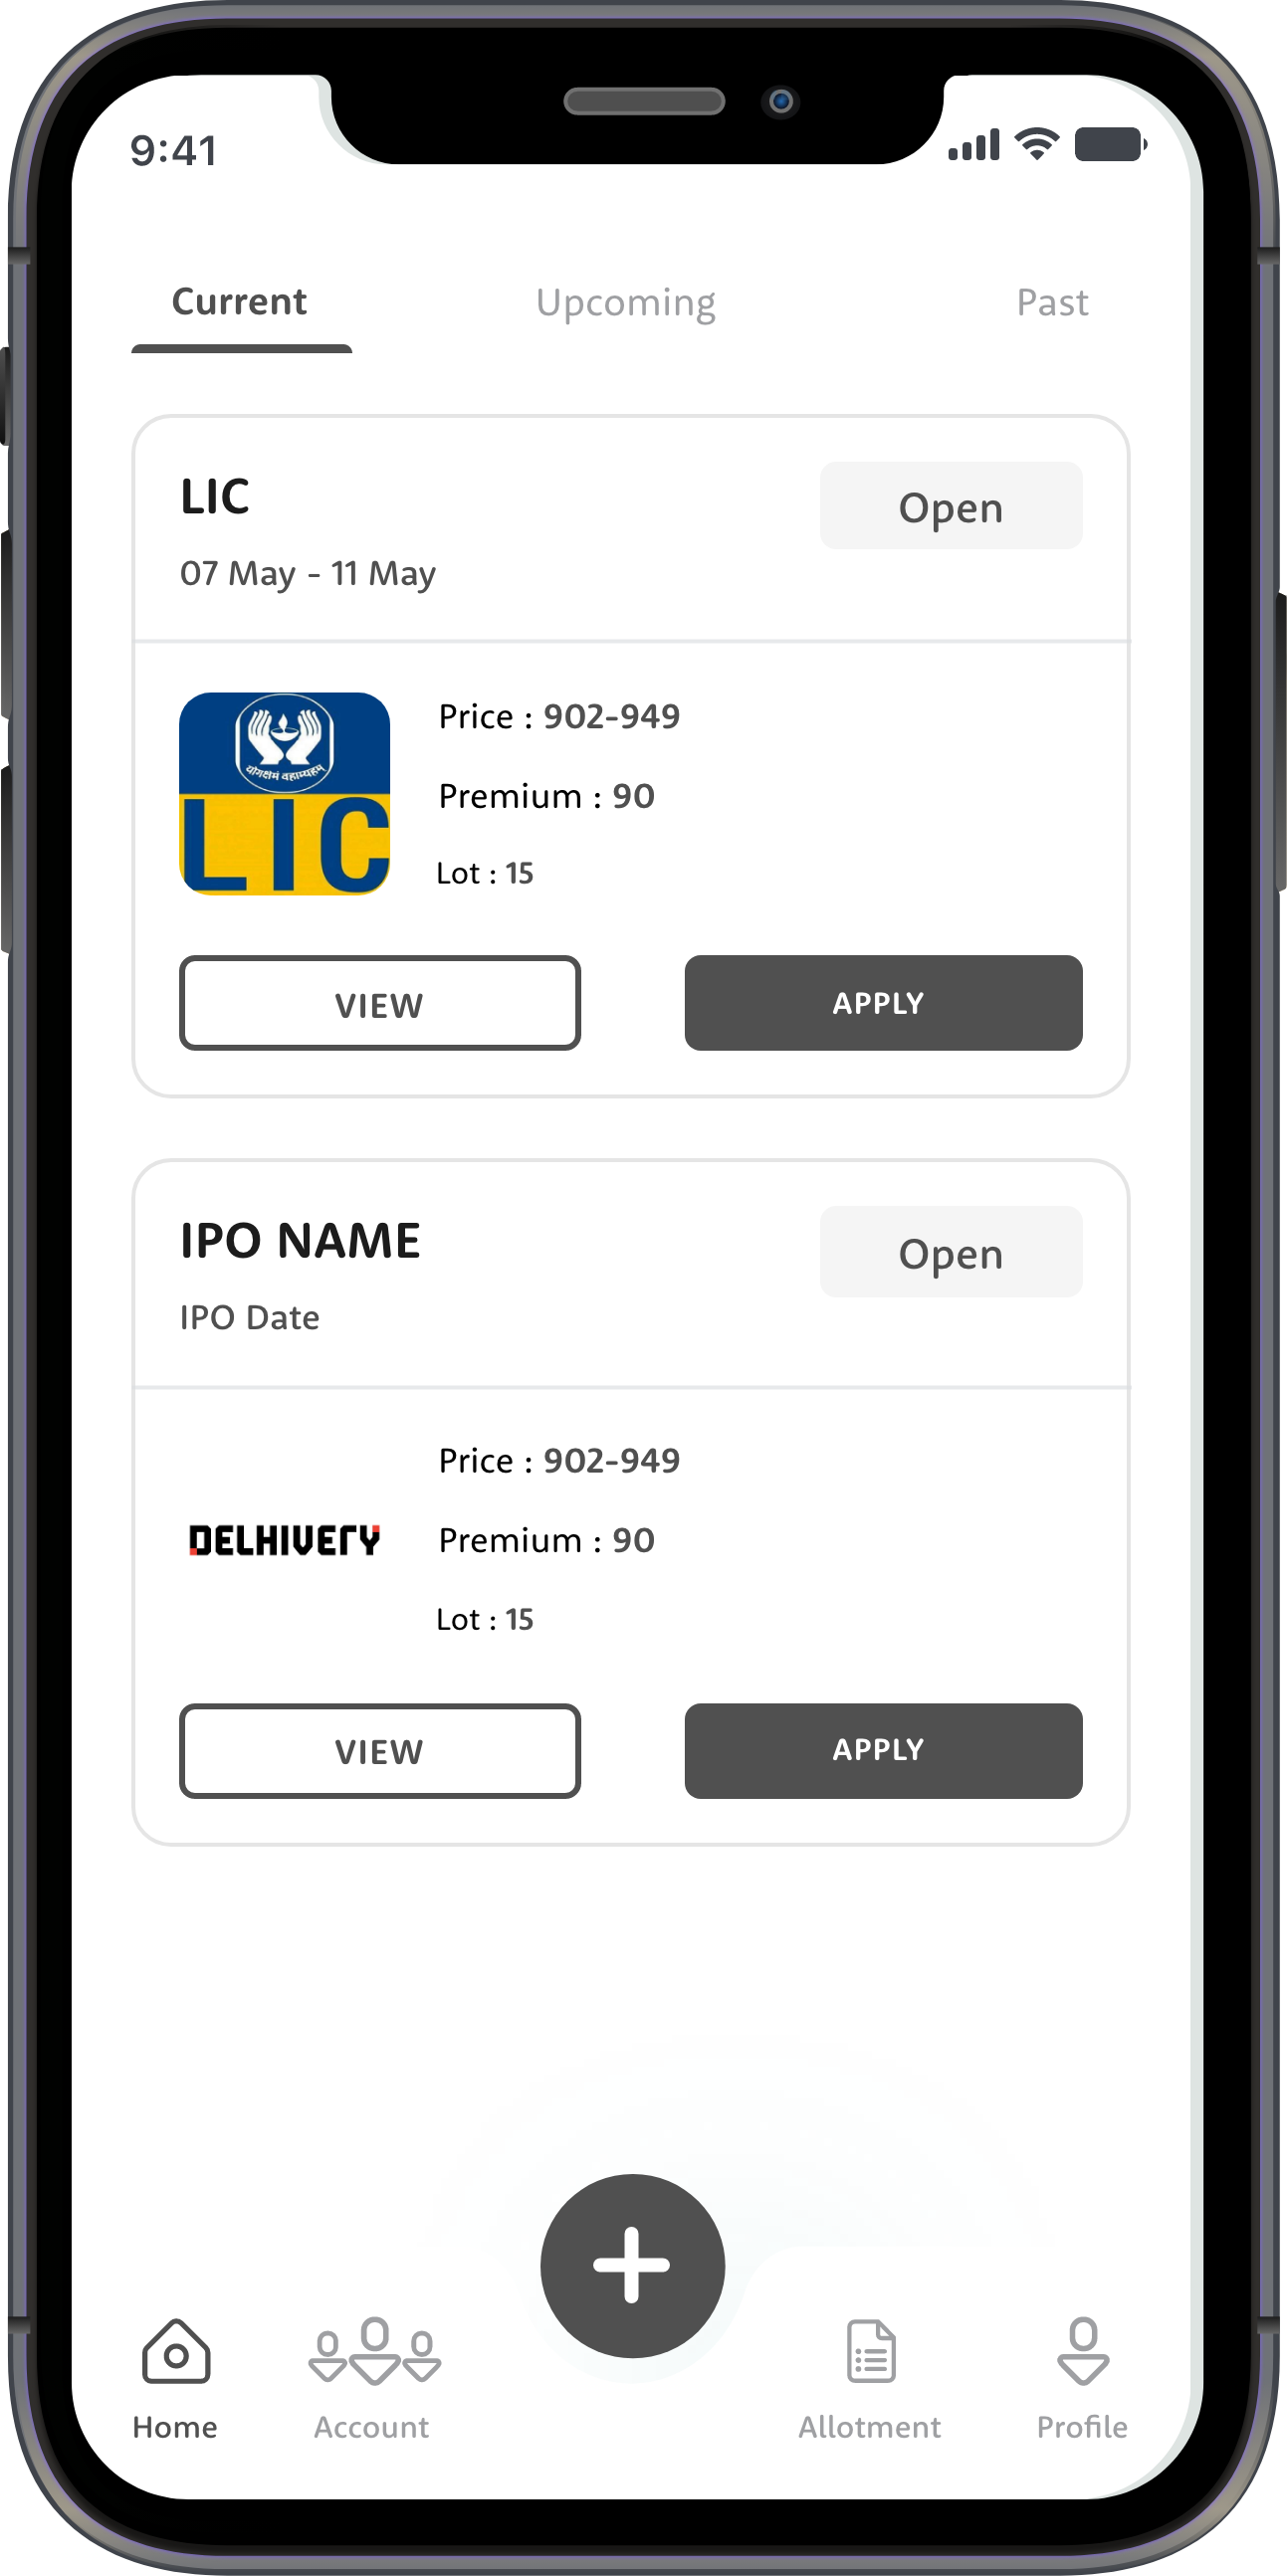 9:41
Current Upcoming Past
LIC
Open
07 May - 11 May
योगक्षेमं वहाम्यहम्
LIC
Price : 902-949
Premium : 90
Lot : 15
VIEW APPLY
IPO NAME
Open
IPO Date
DELHIVERY
Price : 902-949
Premium : 90
Lot : 15
VIEW APPLY
Home Account Allotment Profile